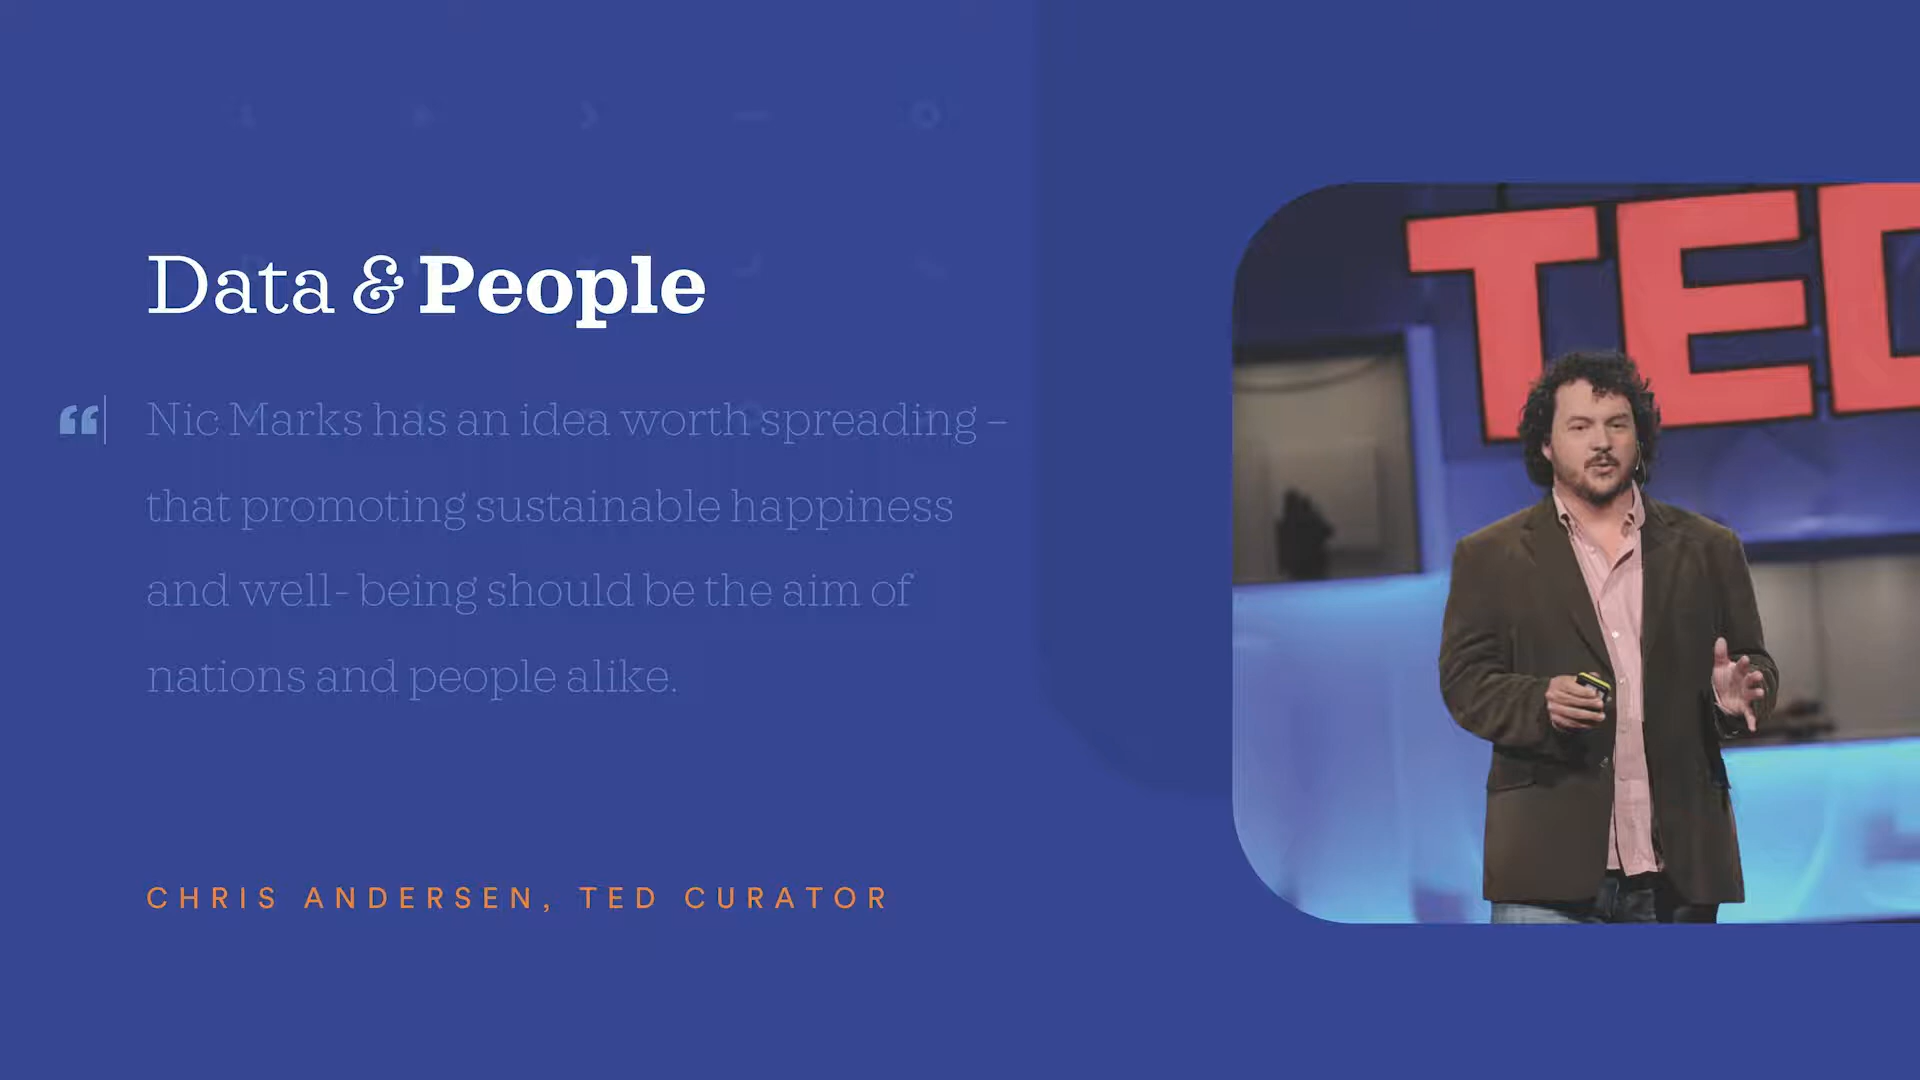 Data & People
“ Nic Marks has an idea worth spreading –
that promoting sustainable happiness
and well- being should be the aim of
nations and people alike.
CHRIS ANDERSEN, TED CURATOR
TED